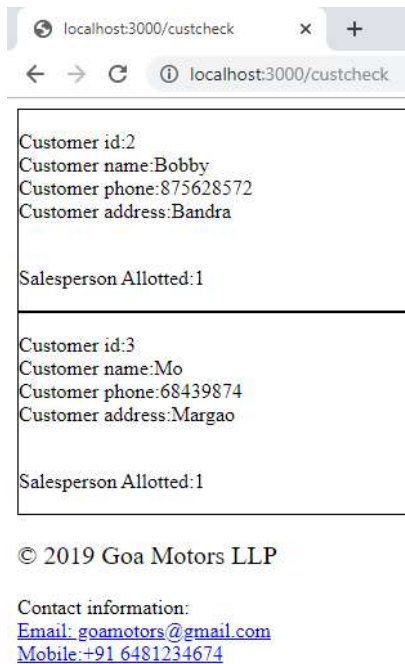 localhost:3000/custcheck
localhost:3000/custcheck
Customer id:2
Customer name:Bobby
Customer phone:875628572
Customer address:Bandra
Salesperson Allotted:1
Customer id:3
Customer name:Mo
Customer phone:68439874
Customer address:Margao
Salesperson Allotted:1
© 2019 Goa Motors LLP
Contact information:
Email: goamotors@gmail.com
Mobile:+91 6481234674